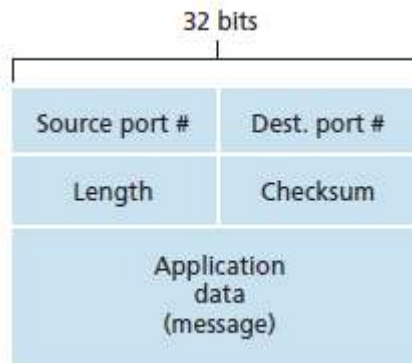 32 bits
Source port #
Dest. port #
Length
Checksum
Application
data
(message)